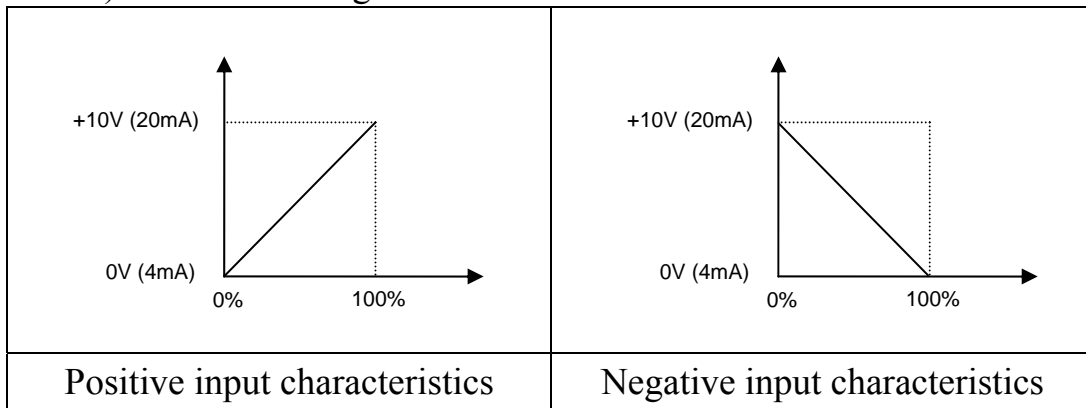 +10V (20mA)
0V (4mA)
0%
100%
Positive input characteristics
+10V (20mA)
0V (4mA)
0%
100%
Negative input characteristics